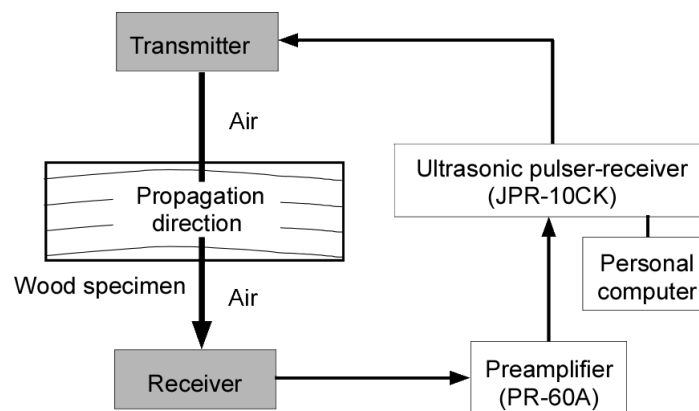 Transmitter
Air
Ultrasonic pulser-receiver
(JPR-10CK)
Propagation
direction
Personal
computer
Wood specimen
Air
Receiver
Preamplifier
(PR-60A)